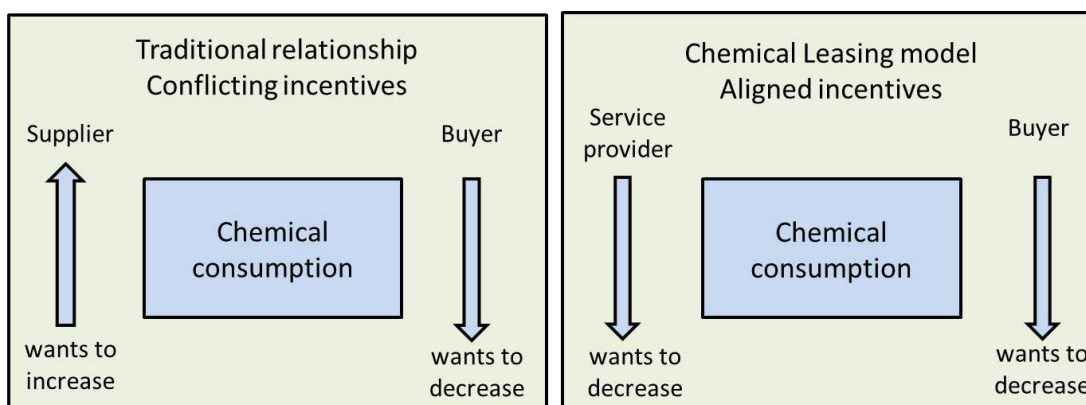 Traditional relationship
Conflicting incentives
Supplier
Buyer
Chemical
consumption
wants to
increase
wants to
decrease
Chemical Leasing model
Aligned incentives
Service
provider
Buyer
Chemical
consumption
wants to
decrease
wants to
decrease